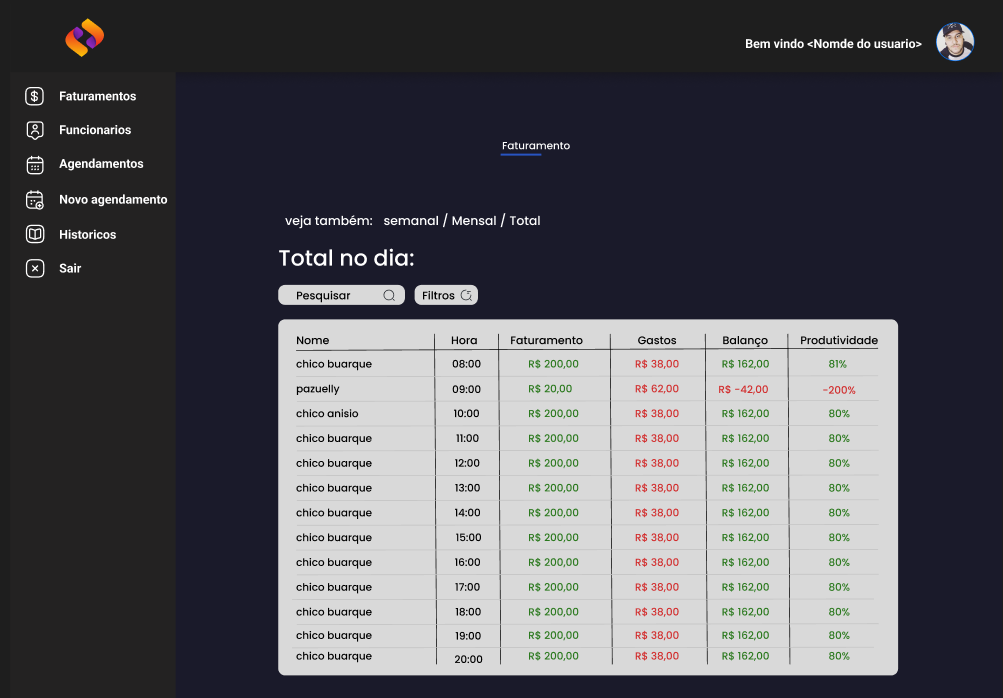 Bem vindo <Nomde do usuario>
Faturamentos
Funcionarios
Agendamentos
Novo agendamento
Historicos
Sair
Faturamento
veja também: semanal / Mensal / Total
Total no dia:
Pesquisar Filtros
Nome Hora Faturamento Gastos Balanço Produtividade
chico buarque 08:00 R$ 200,00 R$ 38,00 R$ 162,00 81%
pazuelly 09:00 R$ 20,00 R$ 62,00 R$ -42,00 -200%
chico anisio 10:00 R$ 200,00 R$ 38,00 R$ 162,00 80%
chico buarque 11:00 R$ 200,00 R$ 38,00 R$ 162,00 80%
chico buarque 12:00 R$ 200,00 R$ 38,00 R$ 162,00 80%
chico buarque 13:00 R$ 200,00 R$ 38,00 R$ 162,00 80%
chico buarque 14:00 R$ 200,00 R$ 38,00 R$ 162,00 80%
chico buarque 15:00 R$ 200,00 R$ 38,00 R$ 162,00 80%
chico buarque 16:00 R$ 200,00 R$ 38,00 R$ 162,00 80%
chico buarque 17:00 R$ 200,00 R$ 38,00 R$ 162,00 80%
chico buarque 18:00 R$ 200,00 R$ 38,00 R$ 162,00 80%
chico buarque 19:00 R$ 200,00 R$ 38,00 R$ 162,00 80%
chico buarque 20:00 R$ 200,00 R$ 38,00 R$ 162,00 80%